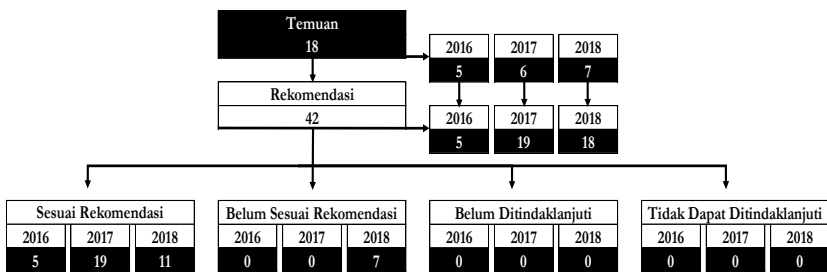 Temuan
18
2016 2017 2018
5 6 7
Rekomendasi
42
2016 2017 2018
5 19 18
Sesuai Rekomendasi
2016 2017 2018
5 19 11
Belum Sesuai Rekomendasi
2016 2017 2018
0 0 7
Belum Ditindaklanjuti
2016 2017 2018
0 0 0
Tidak Dapat Ditindaklanjuti
2016 2017 2018
0 0 0